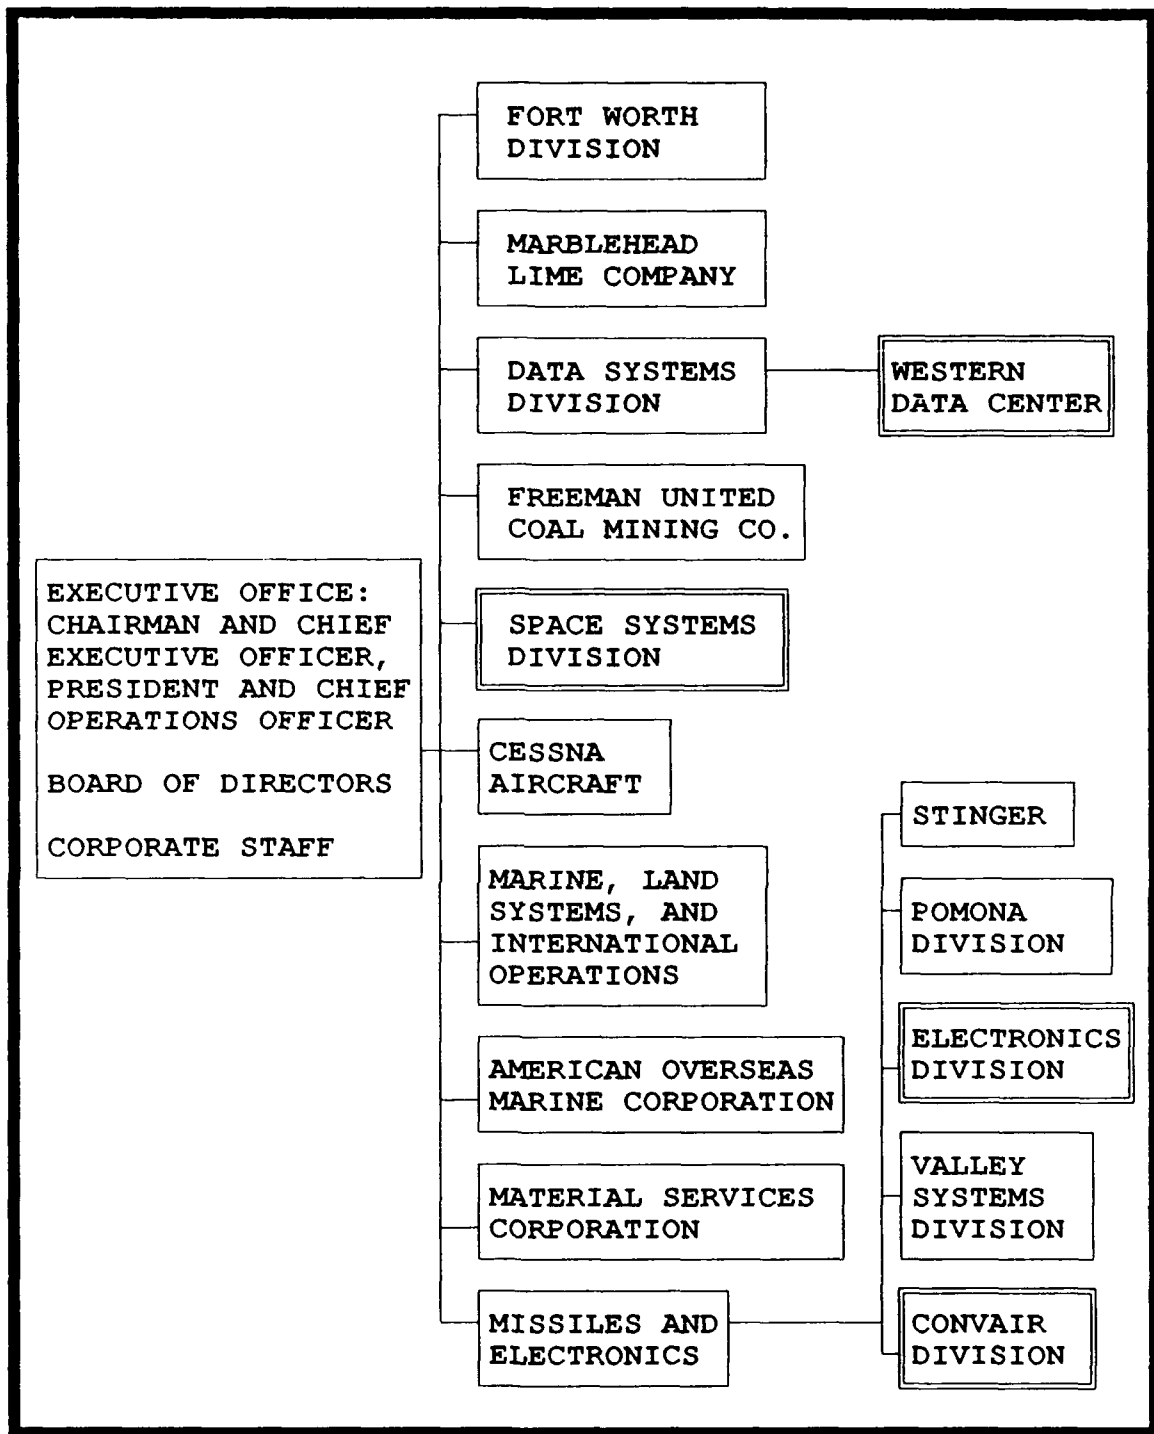 FORT WORTH
DIVISION
MARBLEHEAD
LIME COMPANY
DATA SYSTEMS
DIVISION
WESTERN
DATA CENTER
FREEMAN UNITED
COAL MINING CO.
EXECUTIVE OFFICE:
CHAIRMAN AND CHIEF
EXECUTIVE OFFICER,
PRESIDENT AND CHIEF
OPERATIONS OFFICER
BOARD OF DIRECTORS
CORPORATE STAFF
SPACE SYSTEMS
DIVISION
CESSNA
AIRCRAFT
MARINE, LAND
SYSTEMS, AND
INTERNATIONAL
OPERATIONS
AMERICAN OVERSEAS
MARINE CORPORATION
MATERIAL SERVICES
CORPORATION
MISSILES AND
ELECTRONICS
STINGER
POMONA
DIVISION
ELECTRONICS
DIVISION
VALLEY
SYSTEMS
DIVISION
CONVAIR
DIVISION